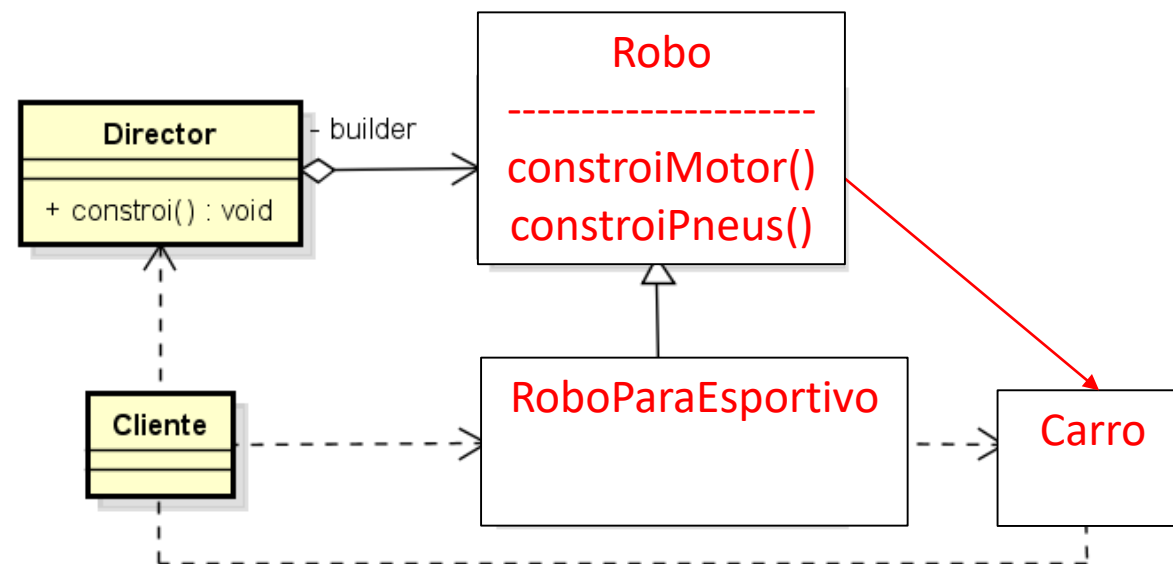 Robo
----------------------
constroiMotor()
constroiPneus()
Director
+ constroi() : void
- builder
Cliente
RoboParaEsportivo
Carro